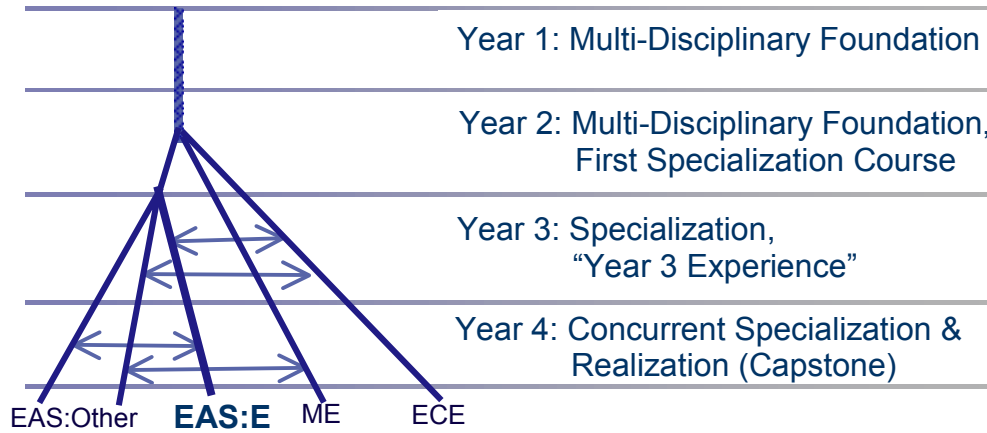 Year 1: Multi-Disciplinary Foundation
Year 2: Multi-Disciplinary Foundation,
First Specialization Course
Year 3: Specialization,
“Year 3 Experience”
Year 4: Concurrent Specialization &
Realization (Capstone)
EAS:Other EAS:E ME ECE